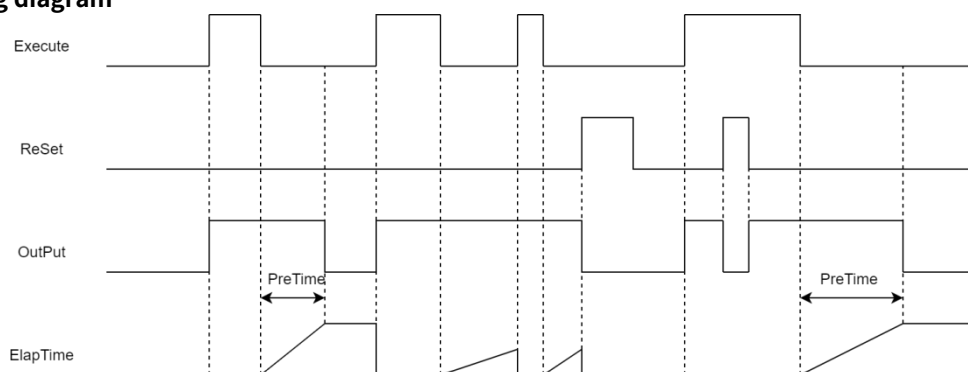 g diagram
Execute
ReSet
OutPut
PreTime
PreTime
ElapTime